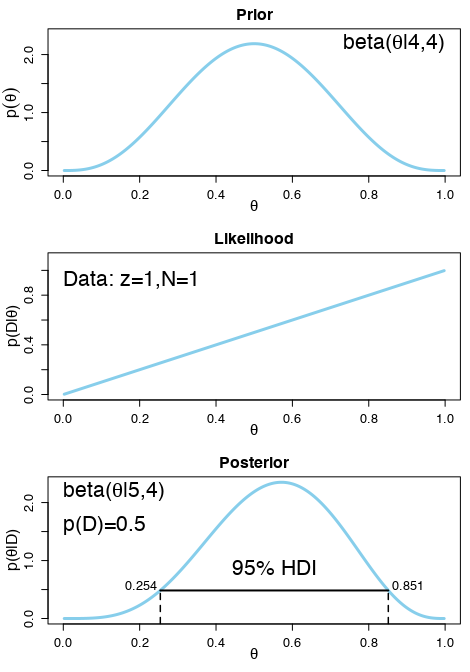 Prior
beta(θ|4,4)
p(θ)
0.0 1.0 2.0
0.0 0.2 0.4 0.6 0.8 1.0
θ
Likelihood
Data: z=1,N=1
p(D|θ)
0.0 0.4 0.8
0.0 0.2 0.4 0.6 0.8 1.0
θ
Posterior
beta(θ|5,4)
p(D)=0.5
95% HDI
0.254 0.851
p(θ|D)
0.0 1.0 2.0
0.0 0.2 0.4 0.6 0.8 1.0
θ